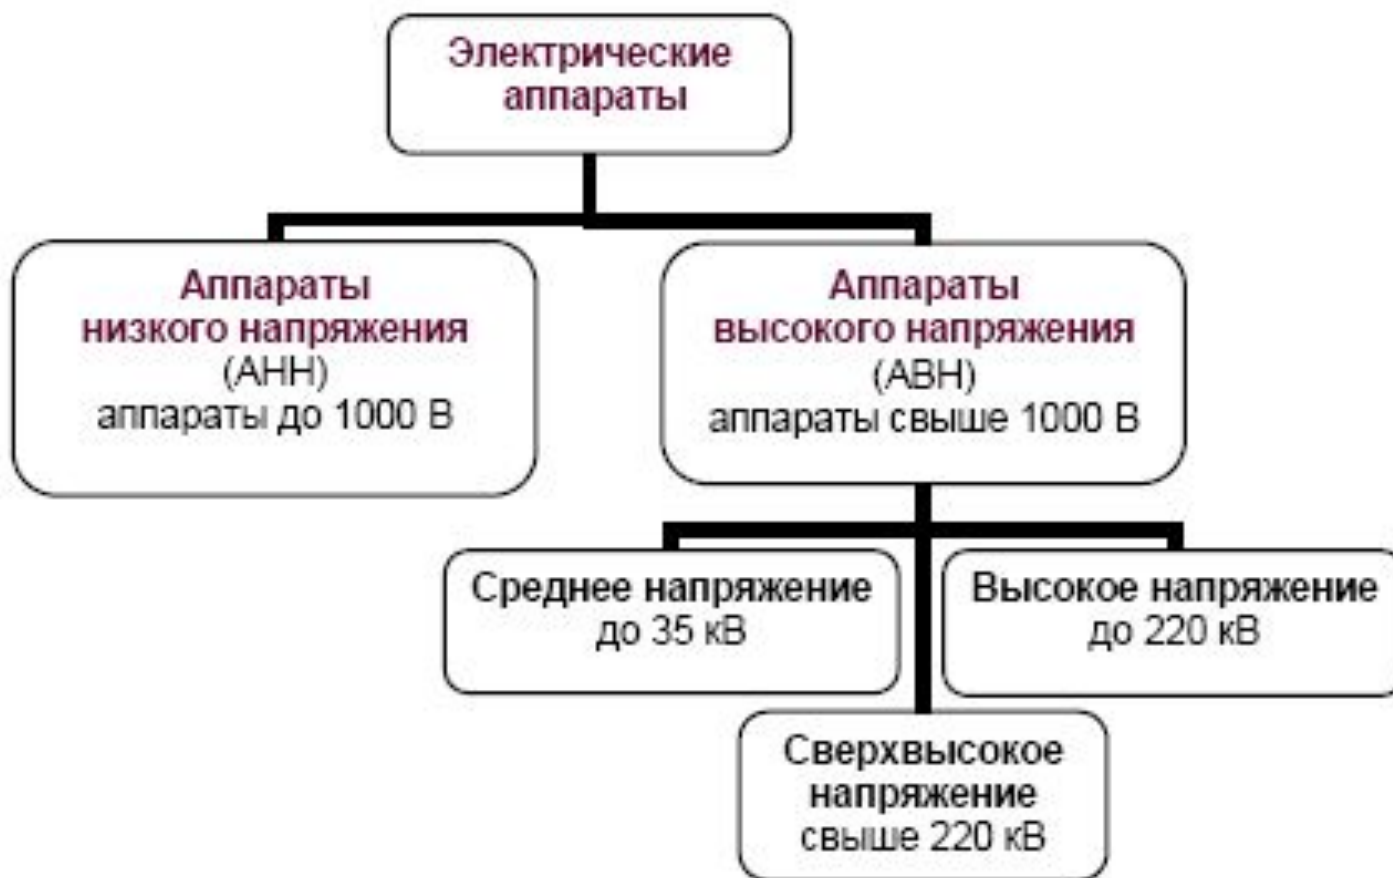 Электрические
аппараты
Аппараты
низкого напряжения
(АНН)
аппараты до 1000 В
Аппараты
высокого напряжения
(АВН)
аппараты свыше 1000 В
Среднее напряжение
до 35 кВ
Высокое напряжение
до 220 кВ
Сверхвысокое
напряжение
свыше 220 кВ